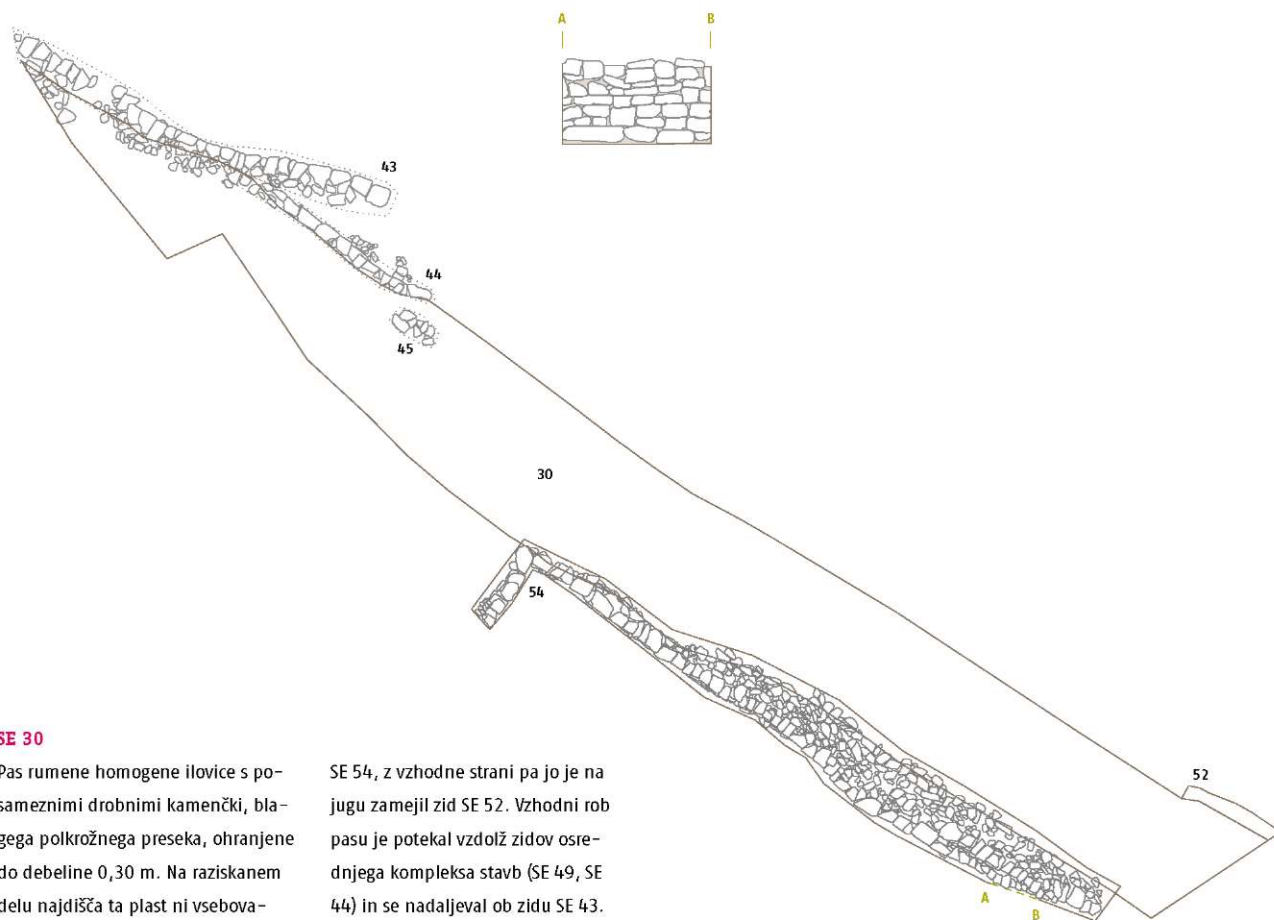 A B
43
44
45
30
54
52
A
B
SE 30
Pas rumene homogene ilovice s po-
sameznimi drobnimi kamenčki, bla-
gega polkrožnega preseka, ohranjene
do debeline 0,30 m. Na raziskanem
delu najdišča ta plast ni vsebova-
SE 54, z vzhodne strani pa jo je na
jugu zamejil zid SE 52. Vzhodni rob
pasu je potekal vzdolž zidov osre-
dnjega kompleksa stavb (SE 49, SE
44) in se nadaljeval ob zidu SE 43.